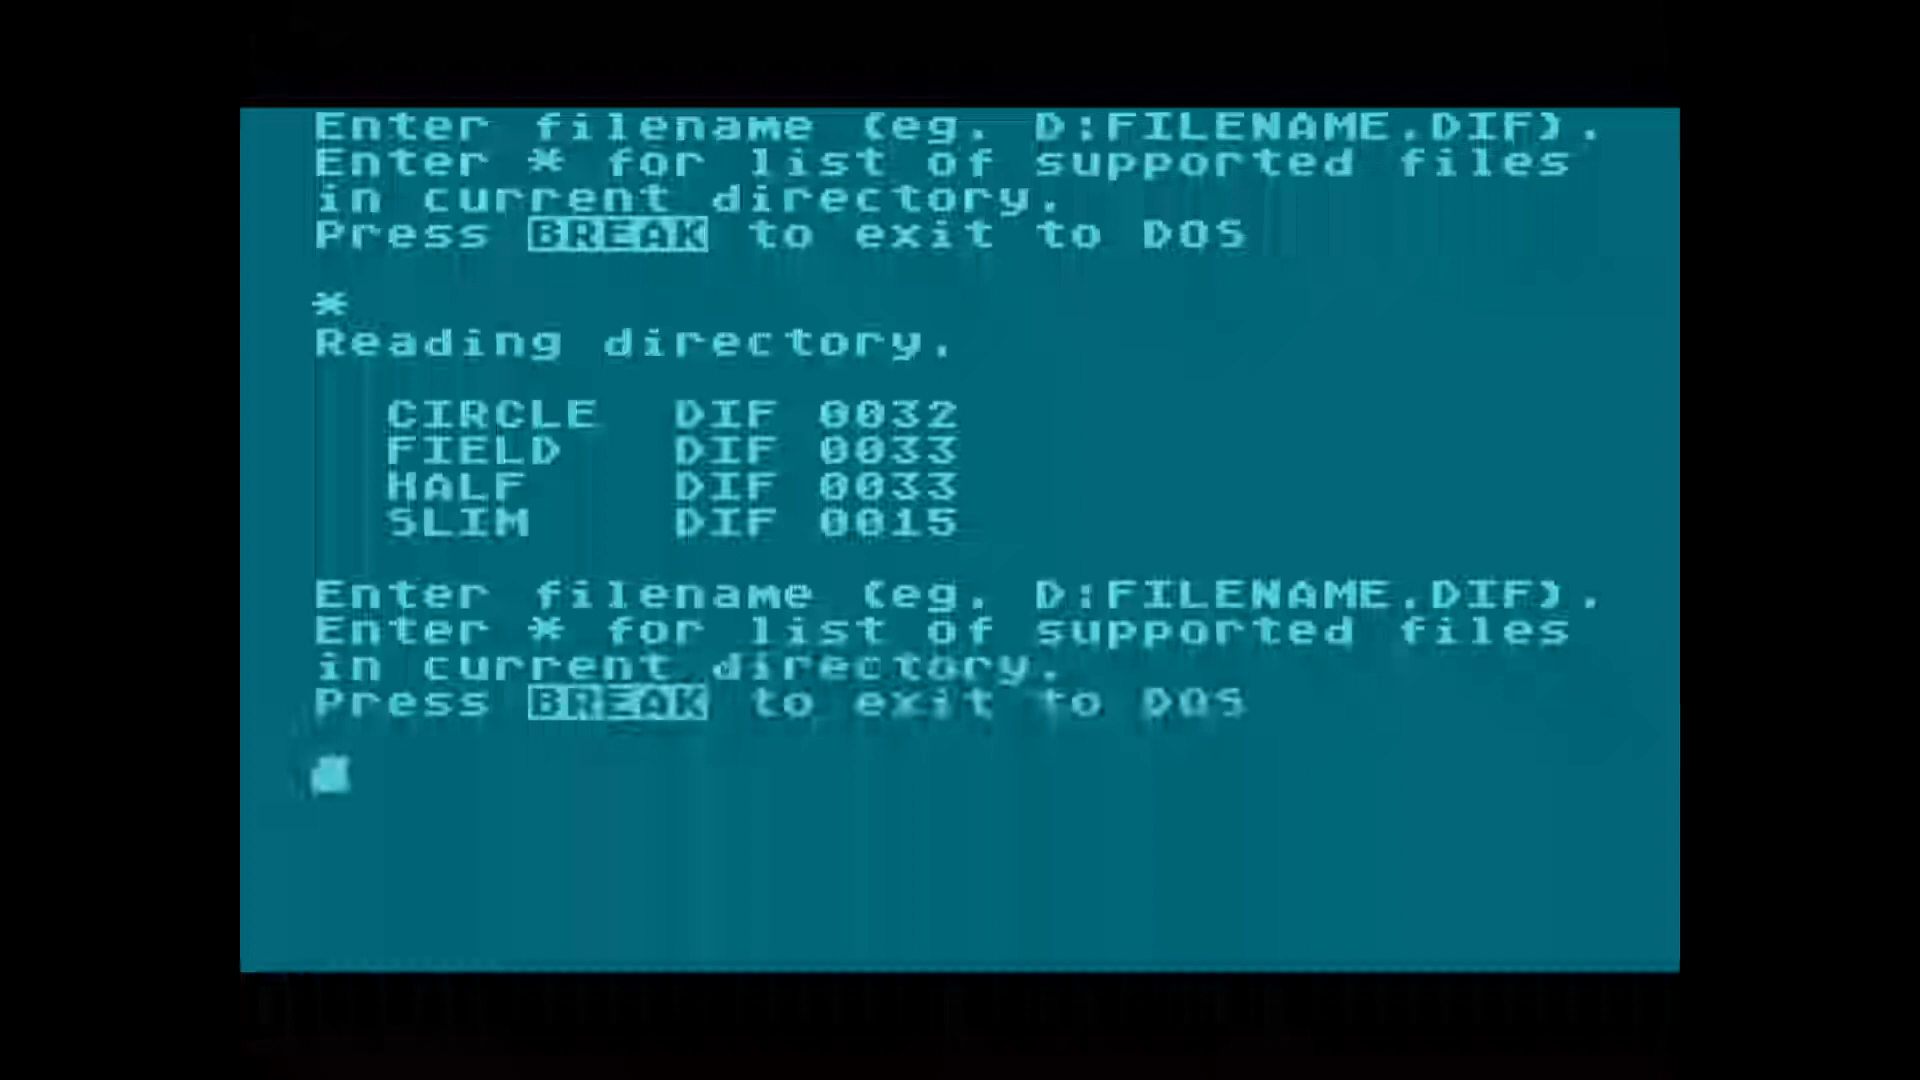 Enter filename (eg. D:FILENAME.DIF).
Enter * for list of supported files
in current directory.
Press BREAK to exit to DOS
*
Reading directory.
CIRCLE DIF 0032
FIELD DIF 0033
HALF DIF 0033
SLIM DIF 0015
Enter filename (eg. D:FILENAME.DIF).
Enter * for list of supported files
in current directory.
Press BREAK to exit to DOS